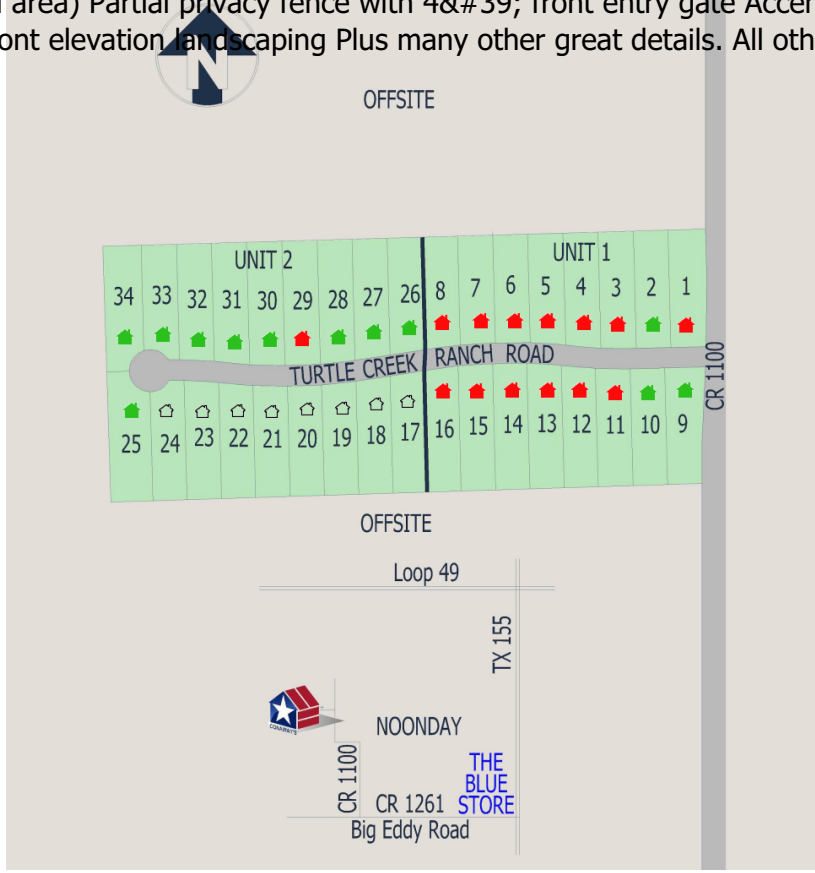 area) Partial privacy fence with 4&#39; front entry gate Accer
ont elevation landscaping Plus many other great details. All oth
N
OFFSITE
UNIT 2
UNIT 1
34 33 32 31 30 29 28 27 26 8 7 6 5 4 3 2 1
TURTLE CREEK RANCH ROAD
CR 1100
25 24 23 22 21 20 19 18 17 16 15 14 13 12 11 10 9
OFFSITE
Loop 49
TX 155
CONAWAY'S
NOONDAY
CR 1100
THE
BLUE
STORE
CR 1261
Big Eddy Road